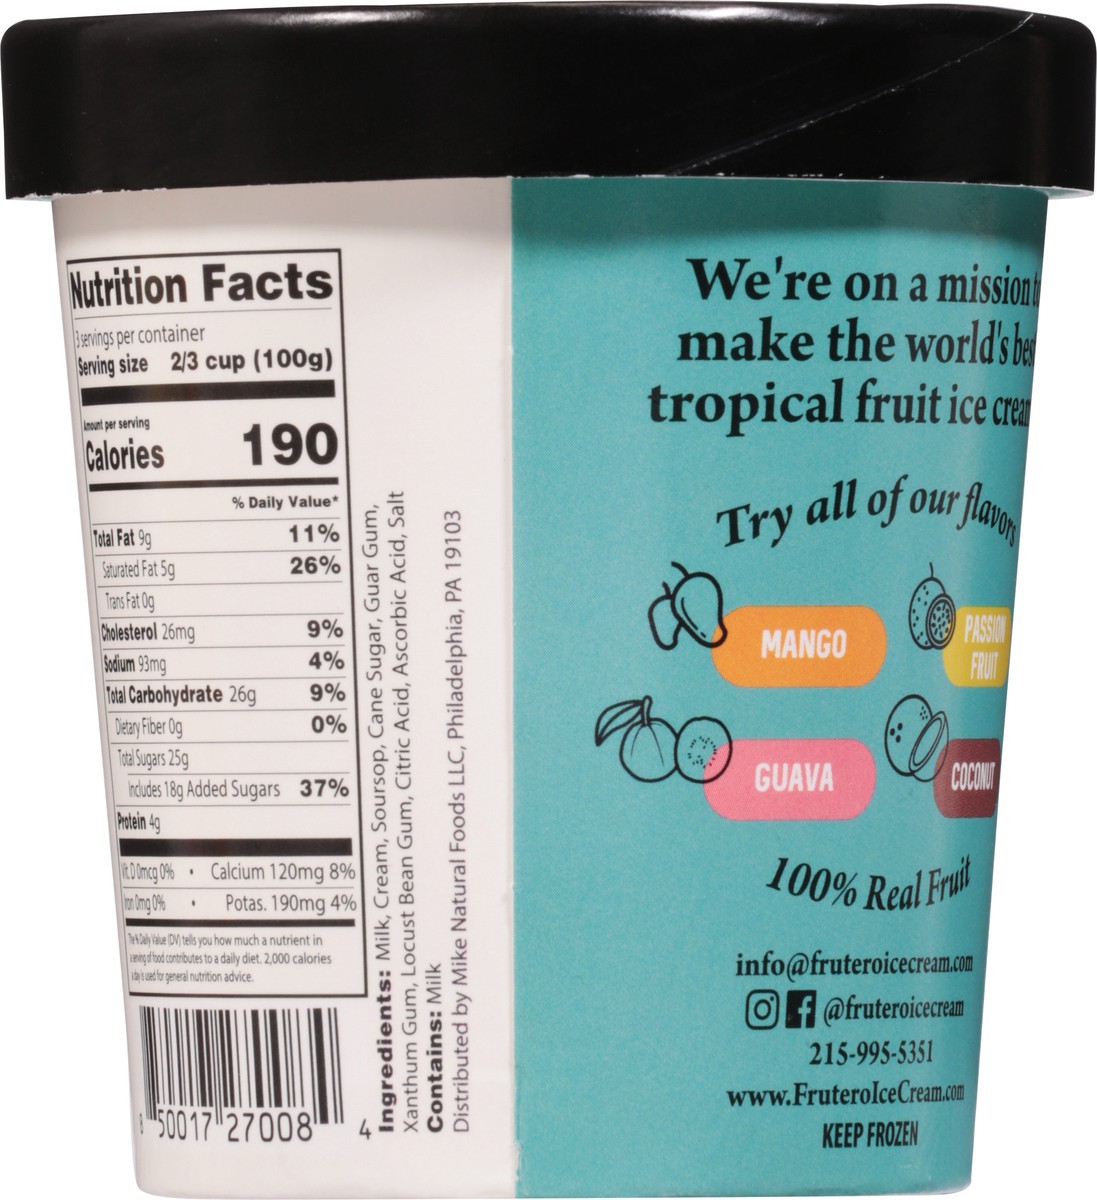 Nutrition Facts
3 servings per container
Serving size 2/3 cup (100g)
Amount per serving
Calories 190
% Daily Value*
Total Fat 9g 11%
Saturated Fat 5g 26%
Trans Fat 0g
Cholesterol 26mg 9%
Sodium 93mg 4%
Total Carbohydrate 26g 9%
Dietary Fiber 0g 0%
Total Sugars 25g
Includes 18g Added Sugars 37%
Protein 4g
Vit. D 0mcg 0% • Calcium 120mg 8%
Iron 0mg 0% • Potas. 190mg 4%
The % Daily Value (DV) tells you how much a nutrient in
a serving of food contributes to a daily diet. 2,000 calories
a day is used for general nutrition advice.
8 50017 27008 4
Ingredients: Milk, Cream, Soursop, Cane Sugar, Guar Gum,
Xanthum Gum, Locust Bean Gum, Citric Acid, Ascorbic Acid, Salt
Contains: Milk
Distributed by Mike Natural Foods LLC, Philadelphia, PA 19103
We're on a mission
make the world's best
tropical fruit ice cream
Try all of our flavors
MANGO
PASSION
FRUIT
GUAVA
COCONUT
100% Real Fruit
info@fruteroicecream.com
@fruteroicecream
215-995-5351
www.FruteroIceCream.com
KEEP FROZEN